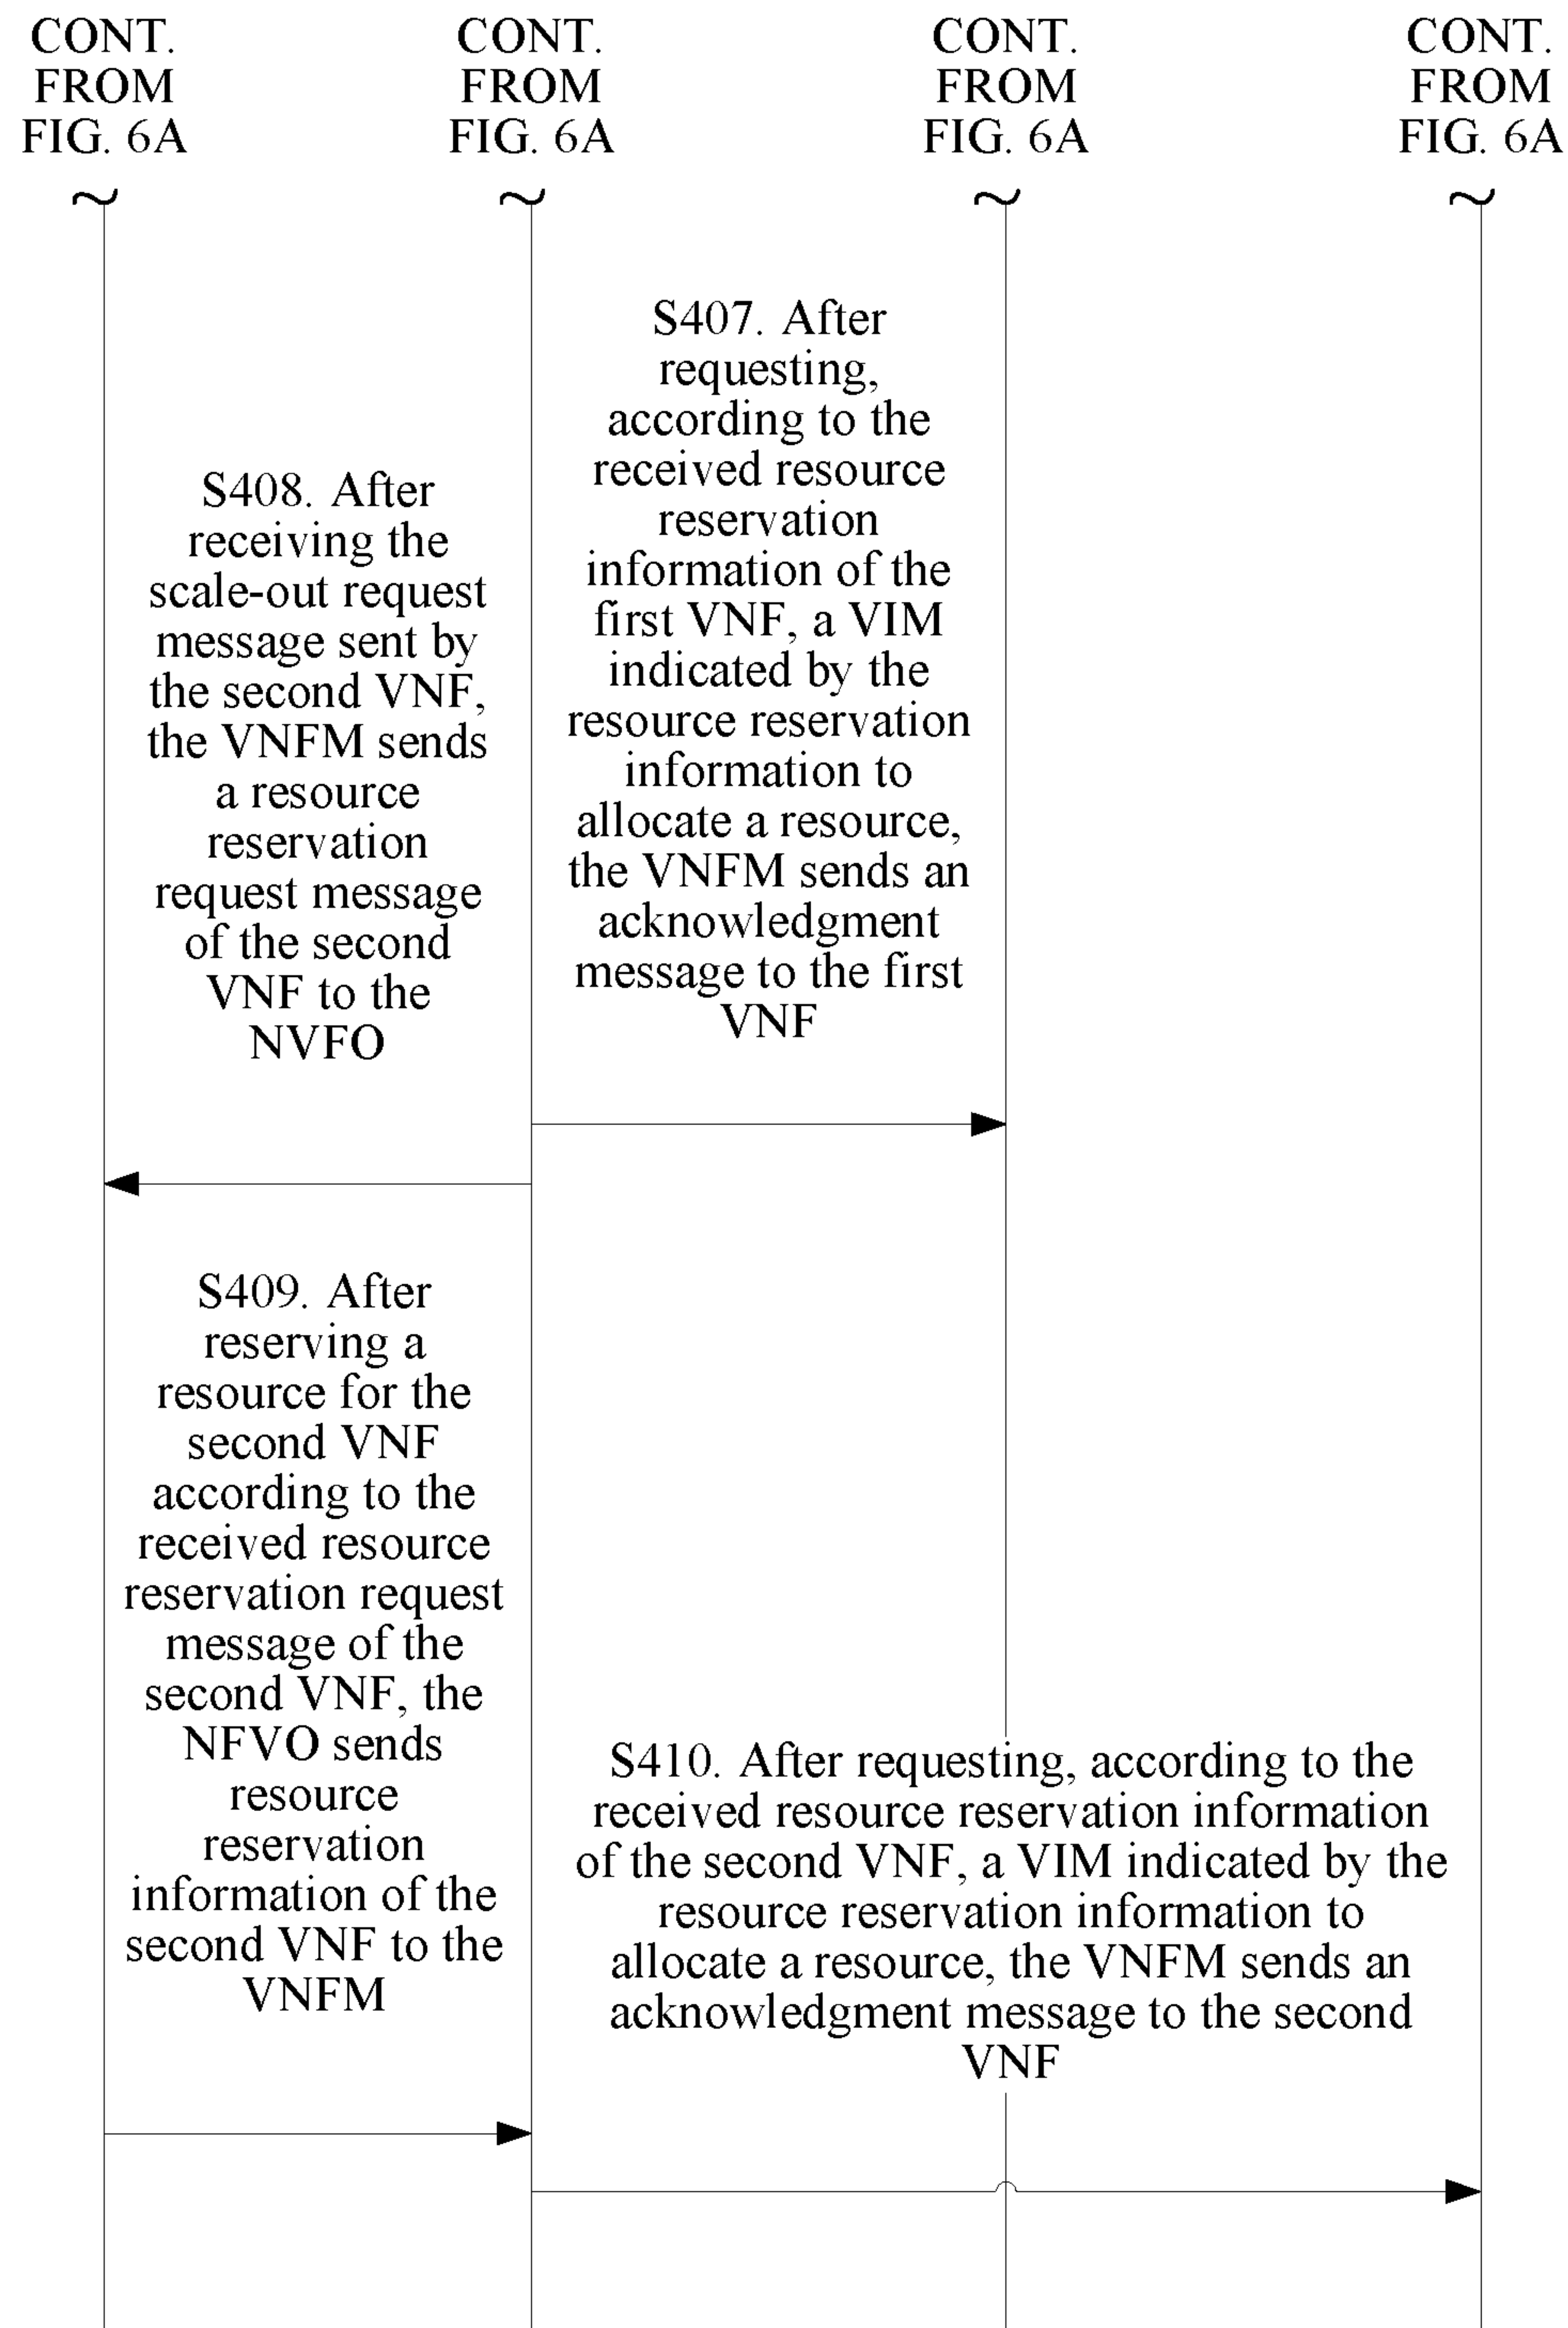 CONT.
FROM
FIG. 6A
CONT.
FROM
FIG. 6A
CONT.
FROM
FIG. 6A
CONT.
FROM
FIG. 6A
S407. After
requesting,
according to the
received resource
reservation
information of the
first VNF, a VIM
indicated by the
resource reservation
information to
allocate a resource,
the VNFM sends an
acknowledgment
message to the first
VNF
S408. After
receiving the
scale-out request
message sent by
the second VNF,
the VNFM sends
a resource
reservation
request message
of the second
VNF to the
NVFO
S409. After
reserving a
resource for the
second VNF
according to the
received resource
reservation request
message of the
second VNF, the
NFVO sends
resource
reservation
information of the
second VNF to the
VNFM
S410. After requesting, according to the
received resource reservation information
of the second VNF, a VIM indicated by the
resource reservation information to
allocate a resource, the VNFM sends an
acknowledgment message to the second
VNF